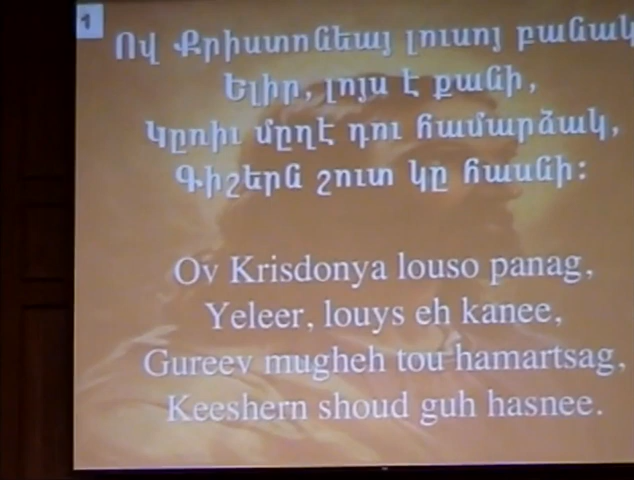 1
Ով Քրիստոնեայ լուսոյ բանակ
Ելիր, լոյս է քանի,
Կըռիւ մըղէ դու համարձակ,
Գիշերն շուտ կը հասնի:
Ov Krisdonya louso panag,
Yeleer, louys eh kanee,
Gureev mugheh tou hamartsag,
Keeshern shoud guh hasnee.